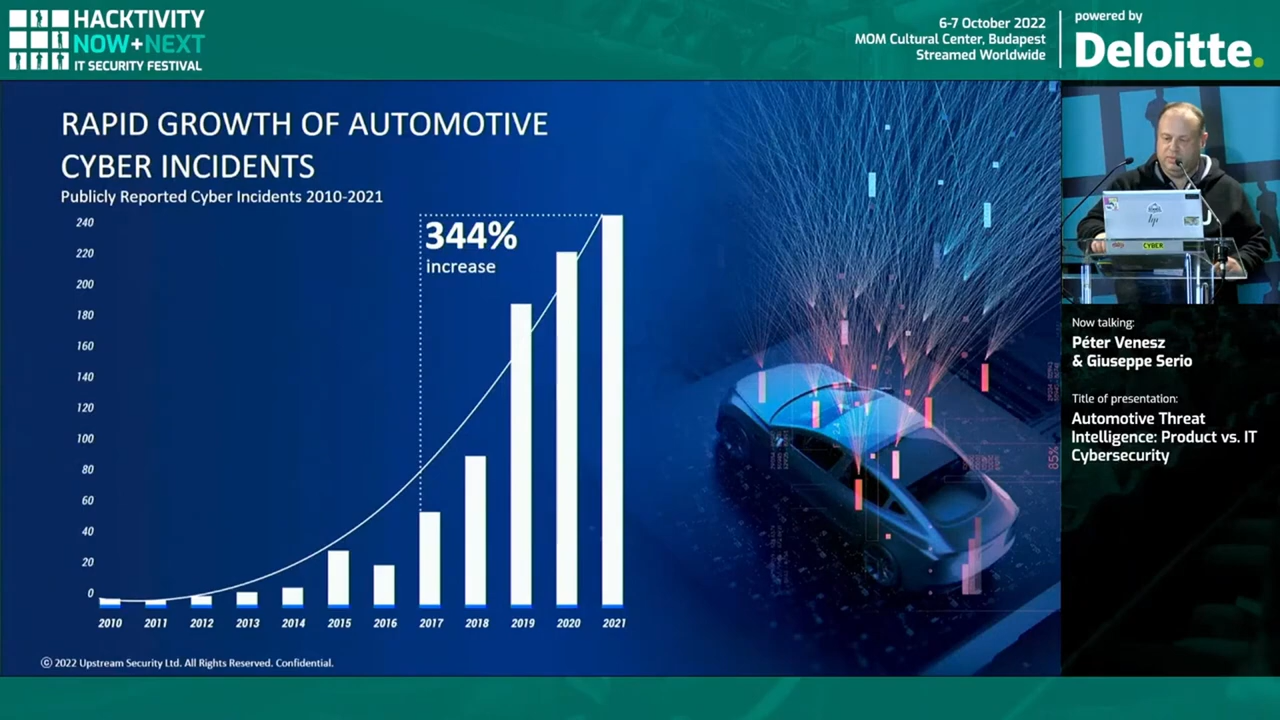 HACKTIVITY
NOW+NEXT
IT SECURITY FESTIVAL
6-7 October 2022
MOM Cultural Center, Budapest
Streamed Worldwide
powered by
Deloitte.
RAPID GROWTH OF AUTOMOTIVE
CYBER INCIDENTS
Publicly Reported Cyber Incidents 2010-2021
240
220
200
180
160
140
120
100
80
60
40
20
0
344%
increase
2010 2011 2012 2013 2014 2015 2016 2017 2018 2019 2020 2021
85%
© 2022 Upstream Security Ltd. All Rights Reserved. Confidential.
hp
CYBER
Now talking:
Péter Venesz
& Giuseppe Serio
Title of presentation:
Automotive Threat
Intelligence: Product vs. IT
Cybersecurity